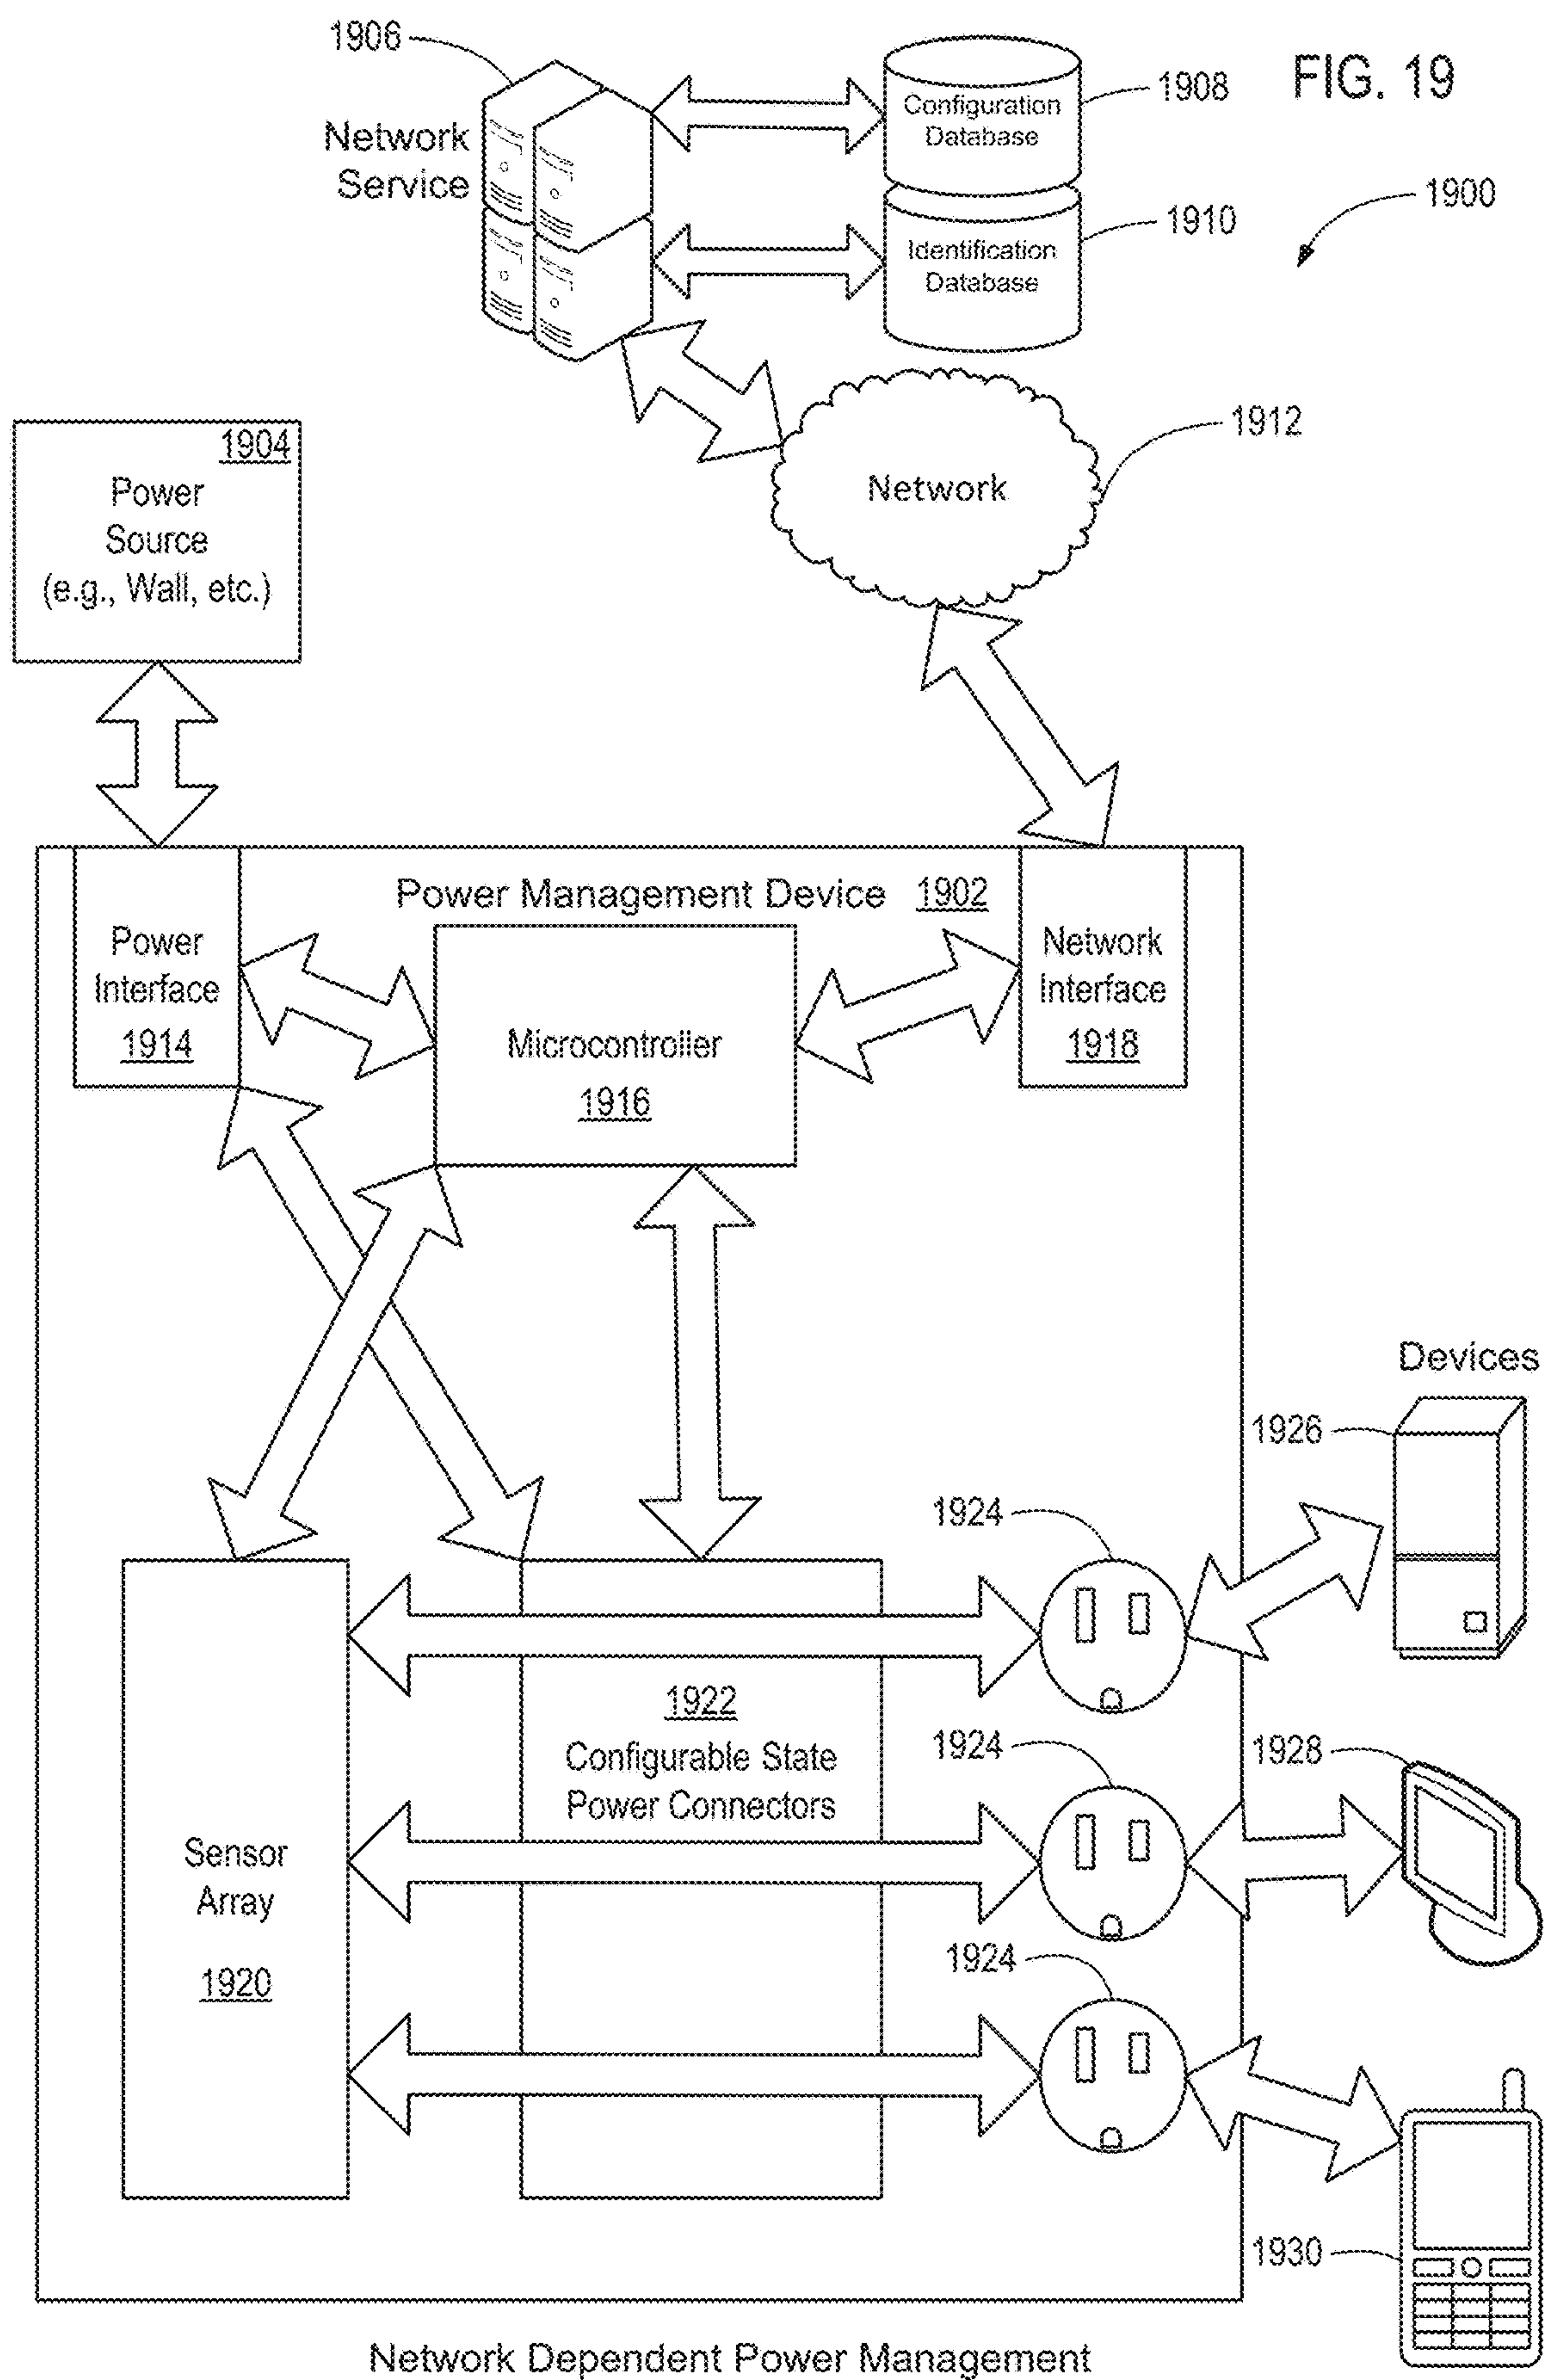 FIG. 19
1906
Network
Service
Configuration
Database
1908
1900
Identification
Database
1910
1912
Network
1904
Power
Source
(e.g., Wall, etc.)
Power Management Device 1902
Power
Interface
1914
Microcontroller
1916
Network
Interface
1918
Devices
1926
1924
1922
Configurable State
Power Connectors
1924
1928
Sensor
Array
1920
1924
1930
Network Dependent Power Management